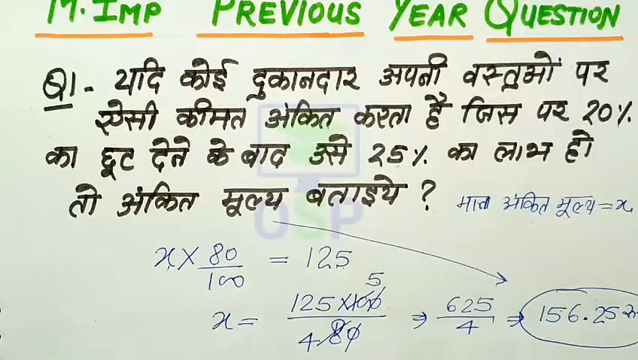 M. IMP PREVIOUS YEAR QUESTION
Q1- यदि कोई दुकानदार अपनी वस्तुओं पर
ऐसी कीमत अंकित करता है जिस पर 20%
का छूट देने के बाद उसे 25% का लाभ हो
तो अंकित मूल्य बताइये ?
माना अंकित मूल्य = x
OSP
x × 80/100 = 125
x = 125 × 100/80 5 4 ⇒ 625/4 ⇒ 156.25 रू